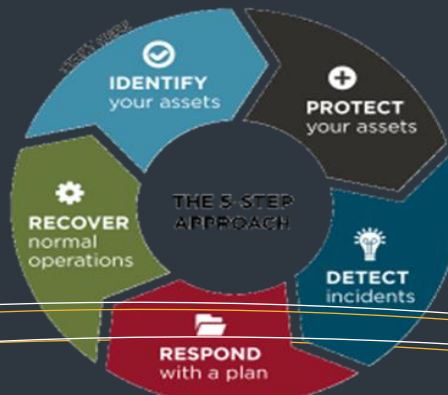 IDENTIFY
your assets
PROTECT
your assets
THE 5-STEP
APPROACH
RECOVER
normal
operations
DETECT
incidents
RESPOND
with a plan